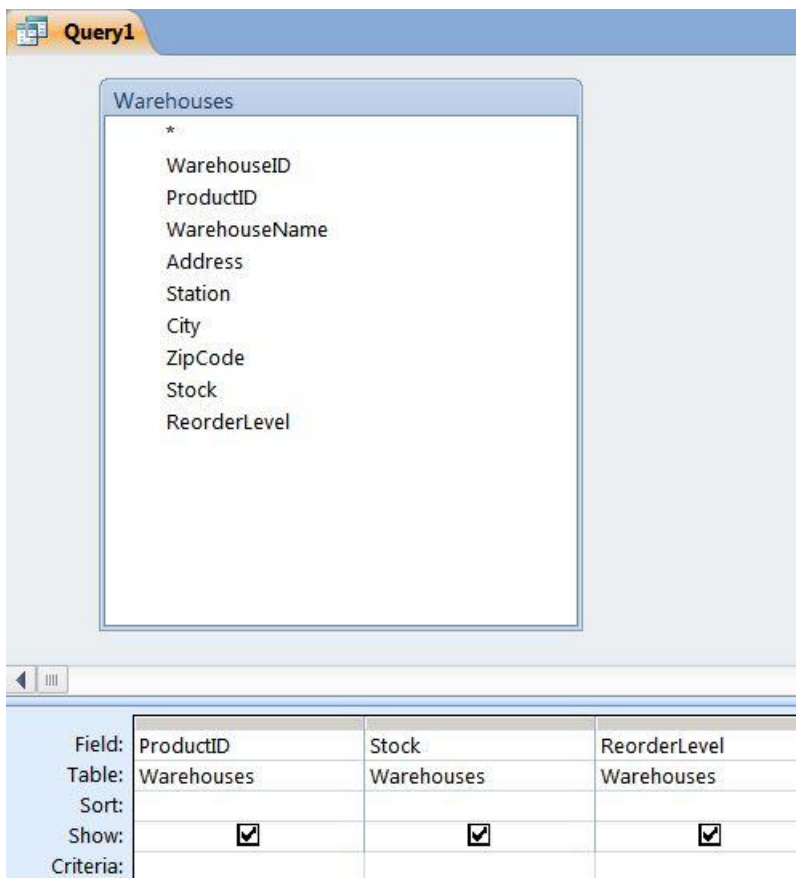 Query1
Warehouses
*
WarehouseID
ProductID
WarehouseName
Address
Station
City
ZipCode
Stock
ReorderLevel
Field: ProductID Stock ReorderLevel
Table: Warehouses Warehouses Warehouses
Sort:
Show:
Criteria: